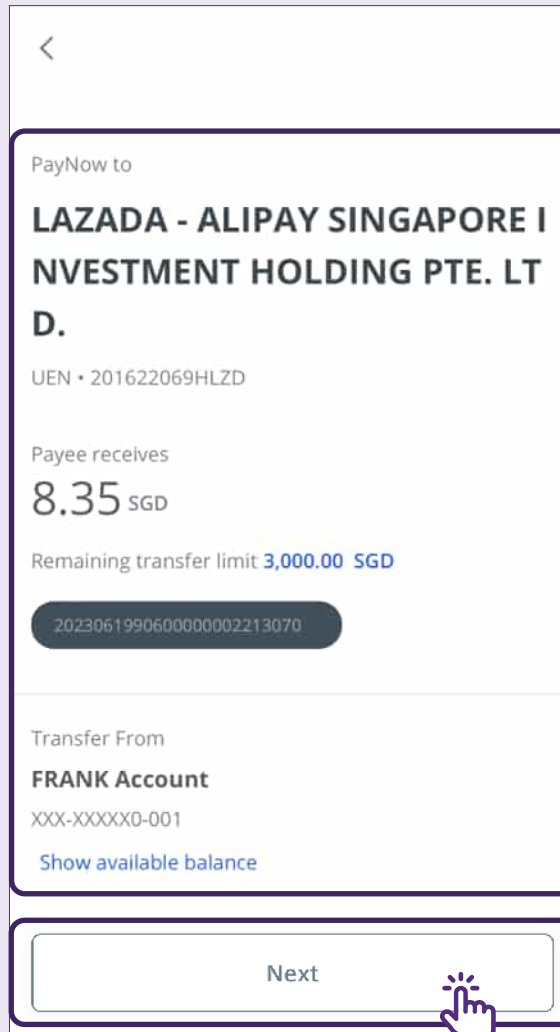 PayNow to
LAZADA - ALIPAY SINGAPORE I
NVESTMENT HOLDING PTE. LT
D.
UEN • 201622069HLZD
Payee receives
8.35 SGD
Remaining transfer limit 3,000.00 SGD
2023061990600000002213070
Transfer From
FRANK Account
XXX-XXXXX0-001
Show available balance
Next